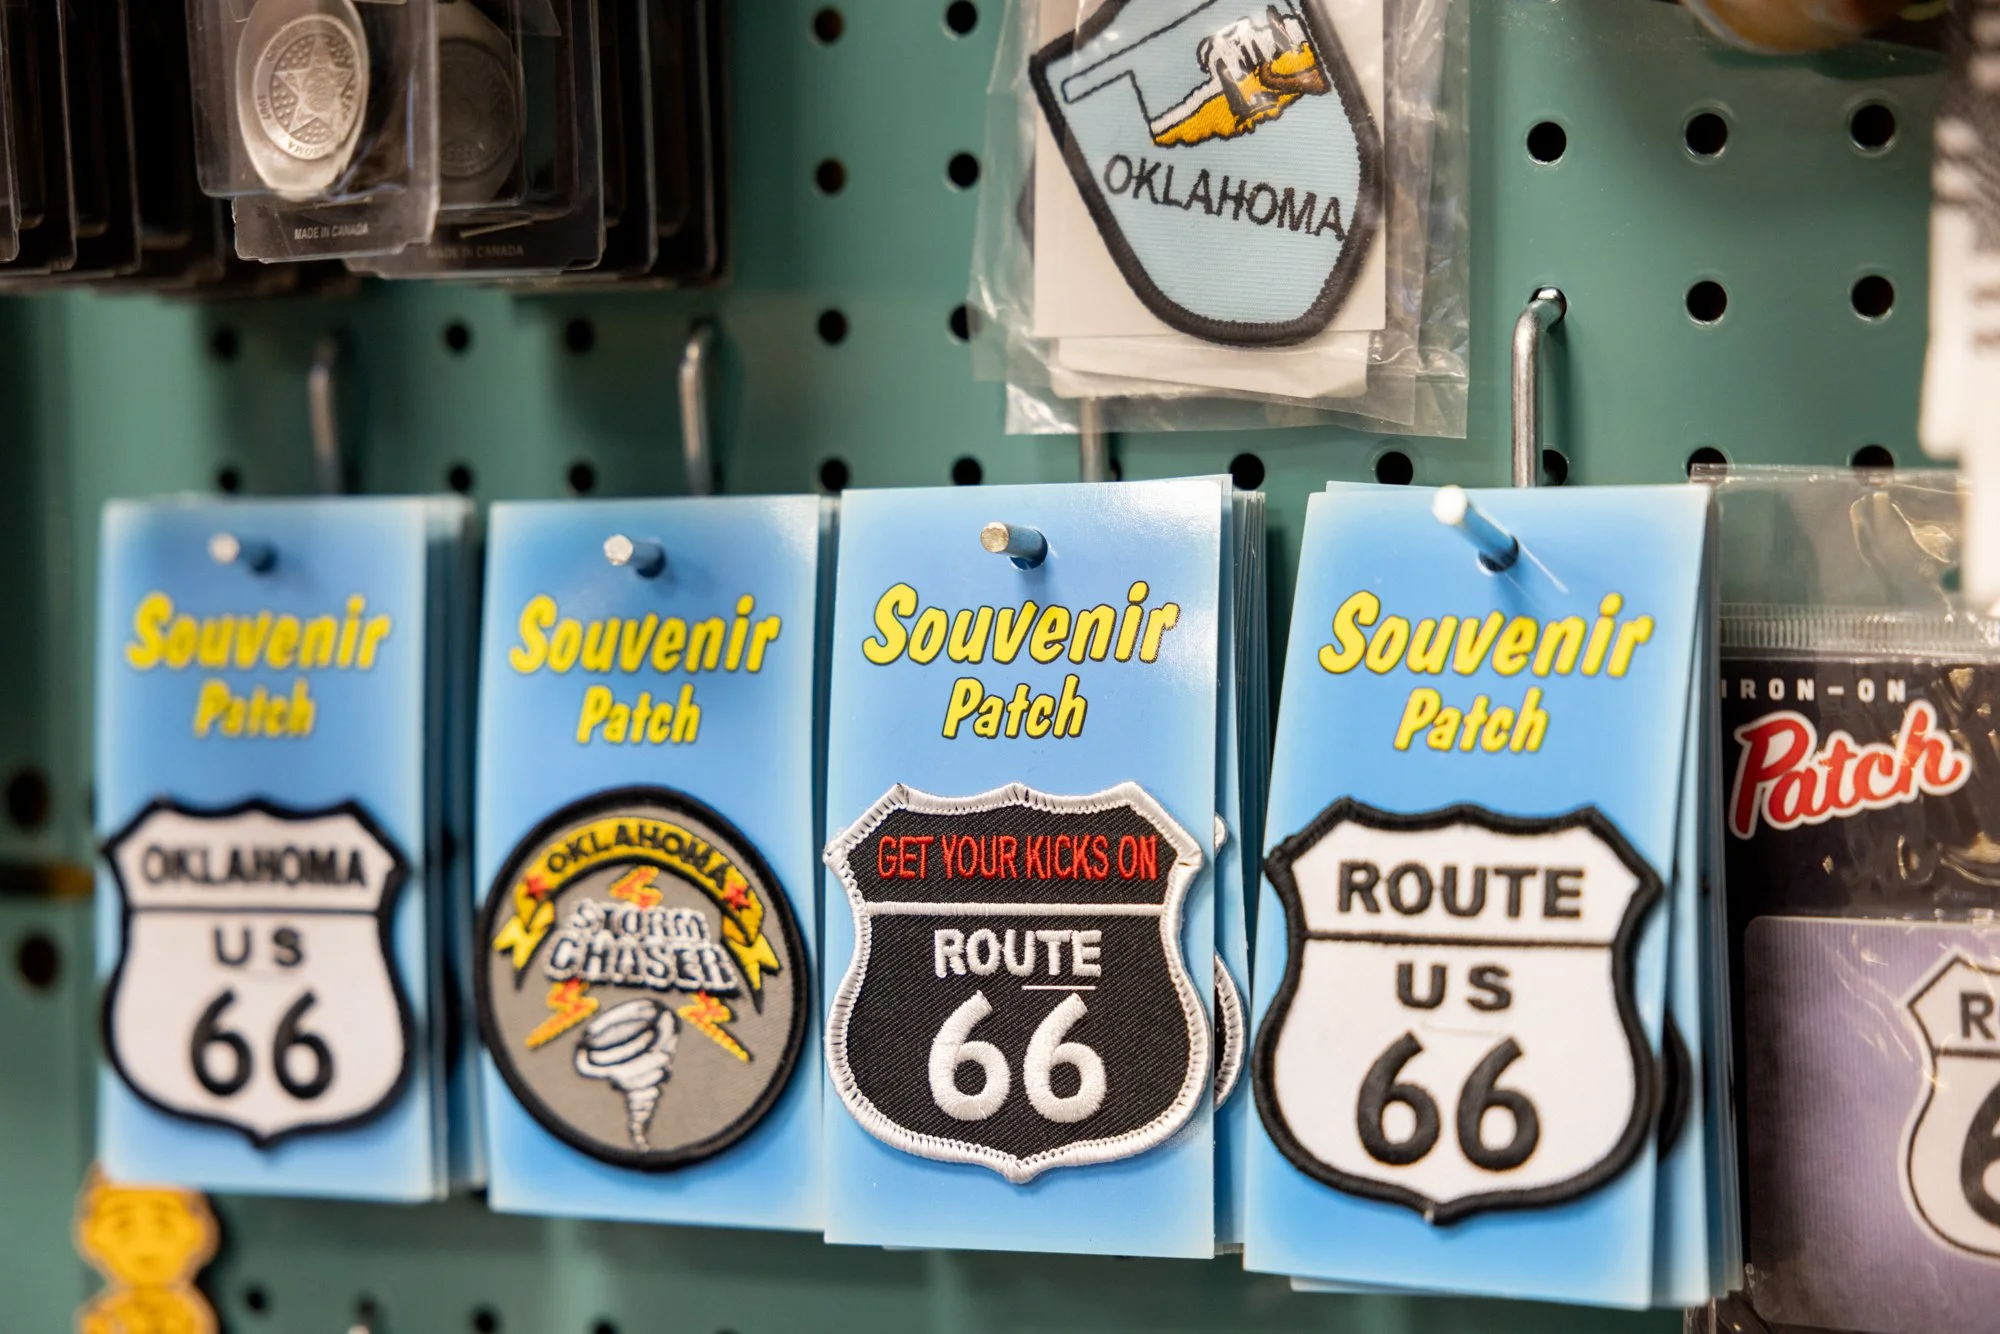 MADE IN CANADA
MADE IN CANADA
OKLAHOMA
Souvenir
Patch
OKLAHOMA
US
66
Souvenir
Patch
OKLAHOMA
STORM
CHASER
Souvenir
Patch
GET YOUR KICKS ON
ROUTE
66
Souvenir
Patch
ROUTE
US
66
IRON-ON
Patch